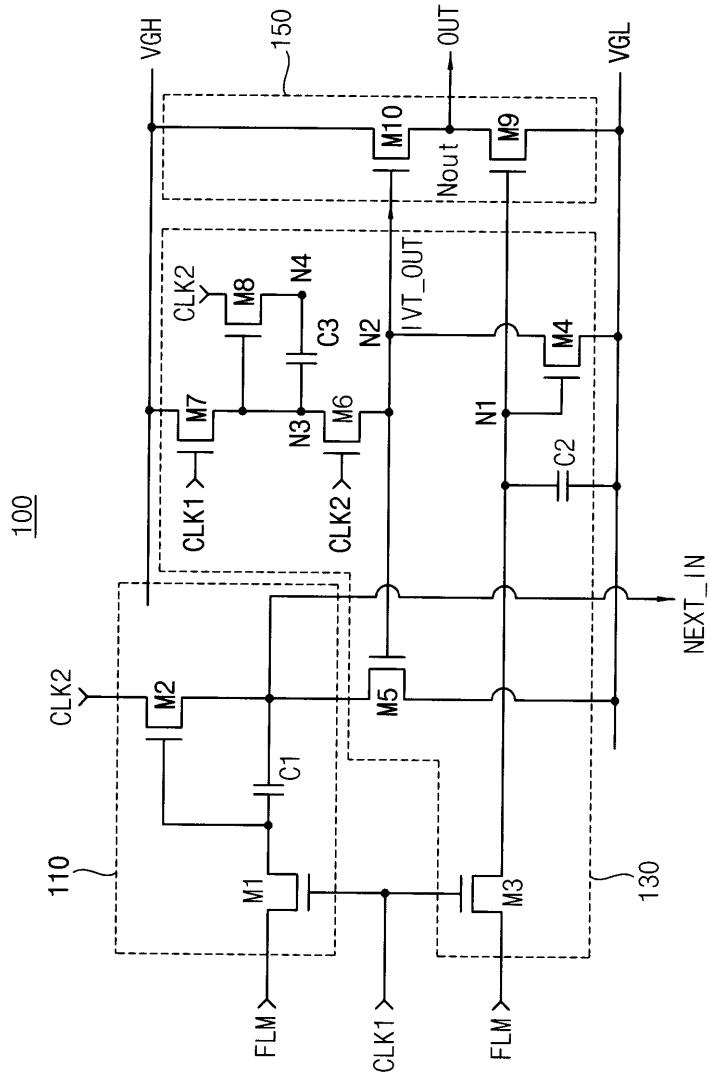 100
150
VGH
CLK2
M7
CLK1
M8
N4
C3
N3
M6
CLK2
M10
OUT
Nout
N2
IVT_OUT
M9
110
CLK2
M2
C1
M1
M5
N1
M4
C2
VGL
FLM
CLK1
FLM
M3
130
NEXT_IN